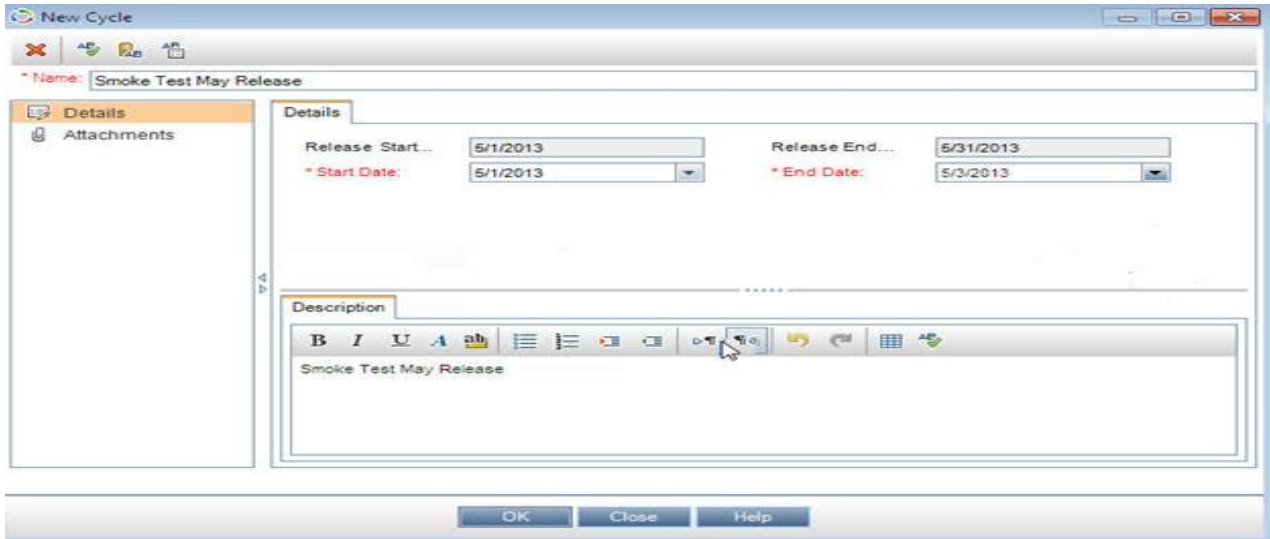 New Cycle
* Name: Smoke Test May Release
Details
Attachments
Details
Release Start... 5/1/2013 Release End... 5/31/2013
* Start Date: 5/1/2013 * End Date: 5/3/2013
Description
B I U A ab
Smoke Test May Release
OK Close Help